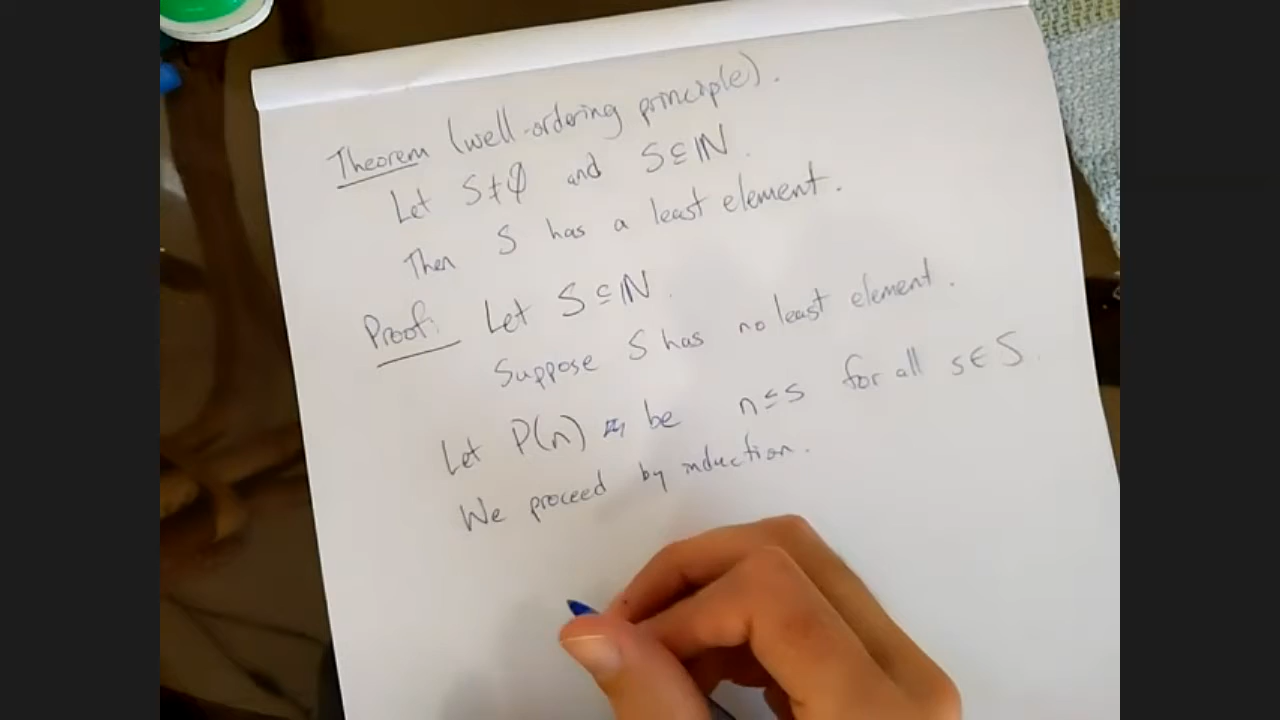 Theorem (well-ordering principle).
Let S ≠ ∅ and S ⊆ ℕ.
Then S has a least element.
Proof: Let S ⊆ ℕ.
Suppose S has no least element.
Let P(n) be n ≤ s for all s ∈ S.
We proceed by induction.